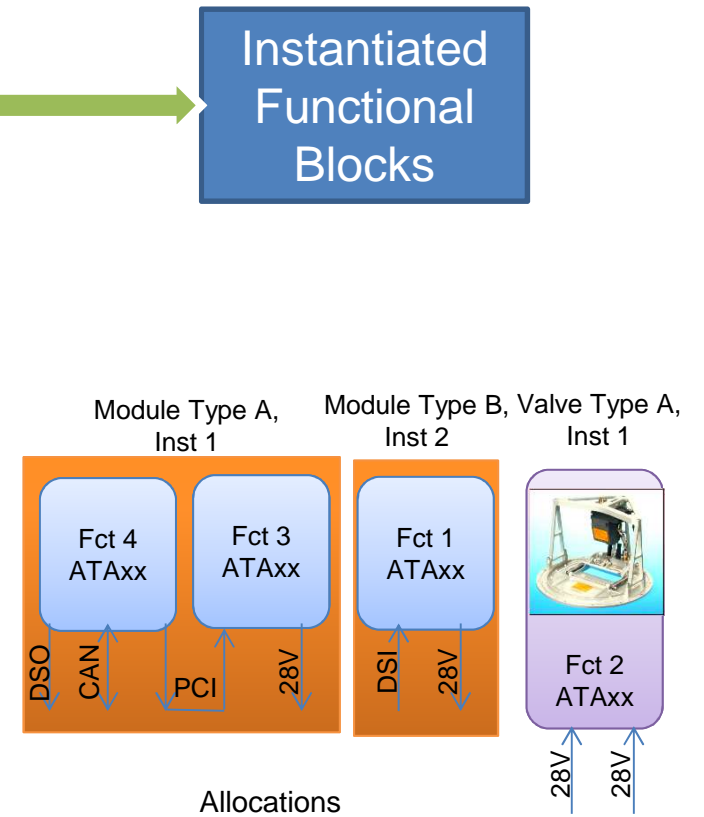 Instantiated
Functional
Blocks
Module Type A,
Inst 1
Module Type B,
Inst 2
Valve Type A,
Inst 1
Fct 4
ATAxx
Fct 3
ATAxx
Fct 1
ATAxx
Fct 2
ATAxx
DSO
CAN
PCI
28V
DSI
28V
28V
28V
Allocations